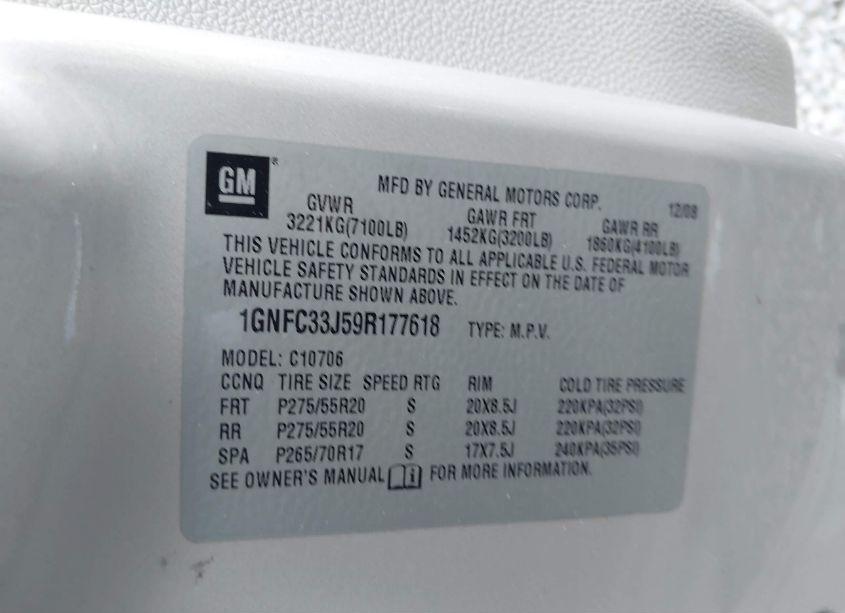 GM ®
MFD BY GENERAL MOTORS CORP. 12/08
GVWR GAWR FRT GAWR RR
3221KG(7100LB) 1452KG(3200LB) 1860KG(4100LB)
THIS VEHICLE CONFORMS TO ALL APPLICABLE U.S. FEDERAL MOTOR
VEHICLE SAFETY STANDARDS IN EFFECT ON THE DATE OF
MANUFACTURE SHOWN ABOVE.
1GNFC33J59R177618 TYPE: M.P.V.
MODEL: C10706
CCNQ TIRE SIZE SPEED RTG RIM COLD TIRE PRESSURE
FRT P275/55R20 S 20X8.5J 220KPA(32PSI)
RR P275/55R20 S 20X8.5J 220KPA(32PSI)
SPA P265/70R17 S 17X7.5J 240KPA(35PSI)
SEE OWNER'S MANUAL FOR MORE INFORMATION.